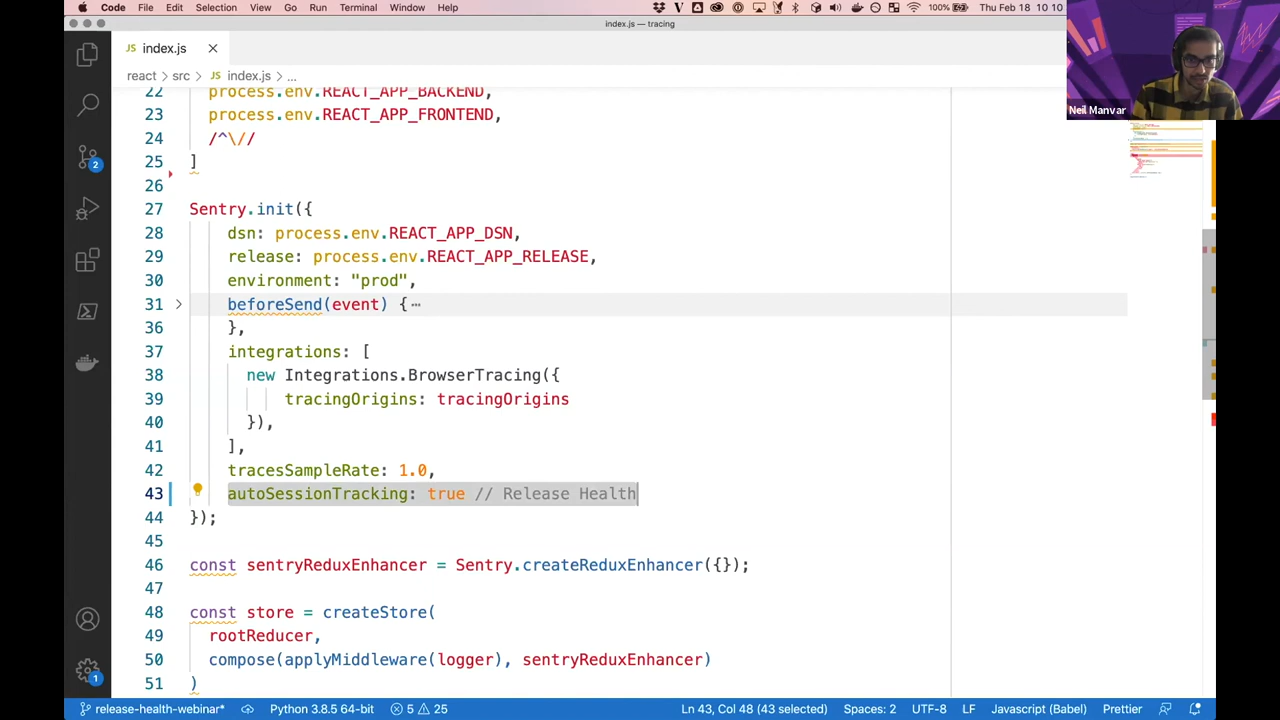 Code File Edit Selection View Go Run Terminal Window Help 100% Thu Feb 18 10 10
index.js — tracing
JS index.js
react > src > JS index.js > ...
Neil Manvar
22 process.env.REACT_APP_BACKEND,
23 process.env.REACT_APP_FRONTEND,
24 /^\//
25 ]
26
27 Sentry.init({
28 dsn: process.env.REACT_APP_DSN,
29 release: process.env.REACT_APP_RELEASE,
30 environment: "prod",
31 beforeSend(event) {⋯
36 },
37 integrations: [
38 new Integrations.BrowserTracing({
39 tracingOrigins: tracingOrigins
40 }),
41 ],
42 tracesSampleRate: 1.0,
43 autoSessionTracking: true // Release Health
44 });
45
46 const sentryReduxEnhancer = Sentry.createReduxEnhancer({});
47
48 const store = createStore(
49 rootReducer,
50 compose(applyMiddleware(logger), sentryReduxEnhancer)
51 )
2
1
release-health-webinar* Python 3.8.5 64-bit 5 25 Ln 43, Col 48 (43 selected) Spaces: 2 UTF-8 LF JavaScript (Babel) Prettier